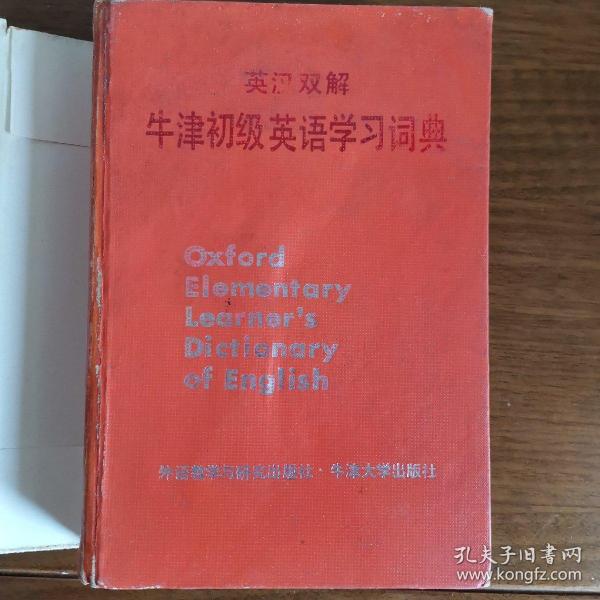 英汉双解
牛津初级英语学习词典
Oxford
Elementary
Learner's
Dictionary
of English
外语教学与研究出版社·牛津大学出版社
孔夫子旧书网
www.kongfz.com